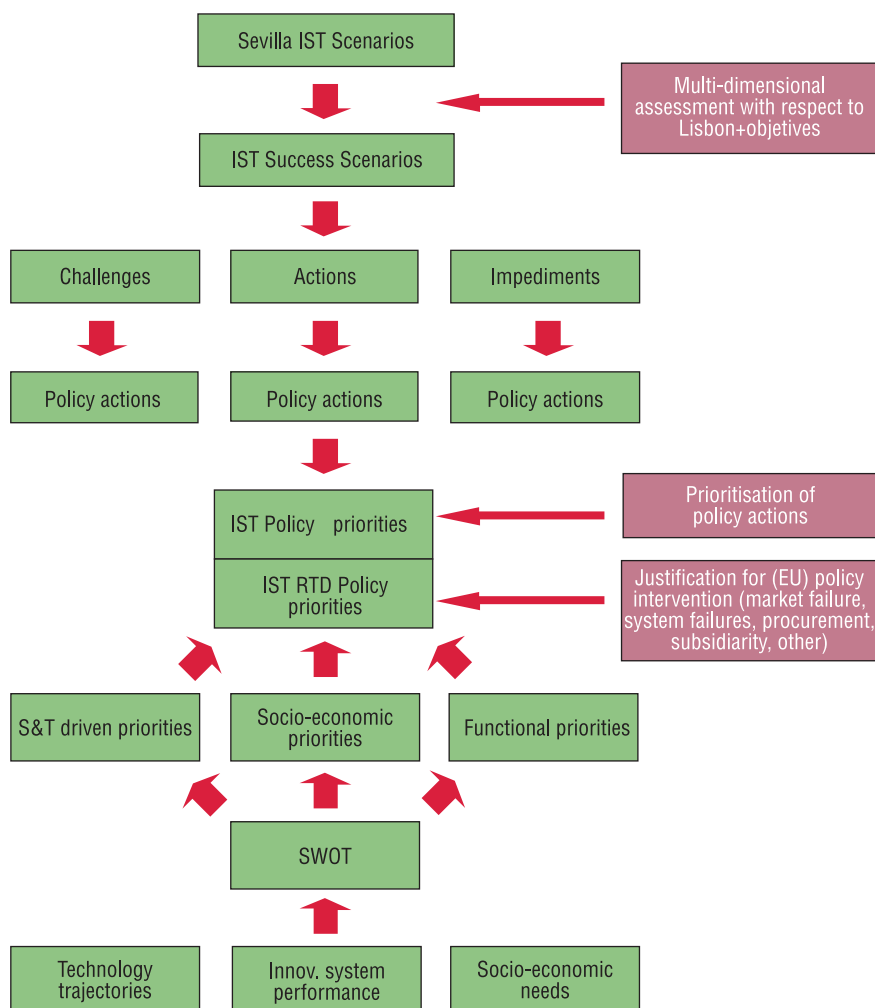 Sevilla IST Scenarios
Multi-dimensional
assessment with respect to
Lisbon+objetives
IST Success Scenarios
Challenges
Actions
Impediments
Policy actions
Policy actions
Policy actions
IST Policy priorities
Prioritisation of
policy actions
IST RTD Policy
priorities
Justification for (EU) policy
intervention (market failure,
system failures, procurement,
subsidiarity, other)
S&T driven priorities
Socio-economic
priorities
Functional priorities
SWOT
Technology
trajectories
Innov. system
performance
Socio-economic
needs